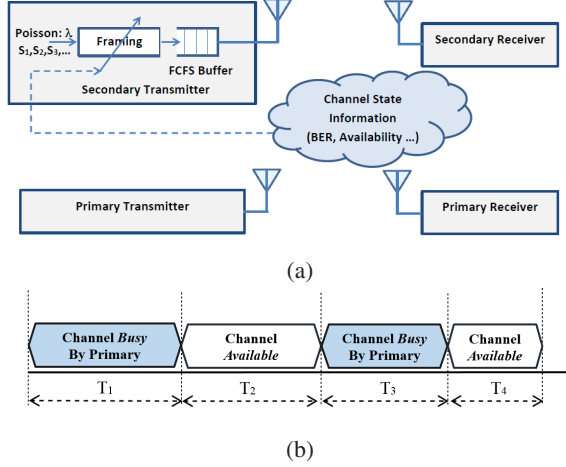 Poisson: λ
S1,S2,S3,...
Framing
FCFS Buffer
Secondary Transmitter
Secondary Receiver
Channel State
Information
(BER, Availability ...)
Primary Transmitter
Primary Receiver
(a)
Channel Busy
By Primary
Channel
Available
Channel Busy
By Primary
Channel
Available
T1
T2
T3
T4
(b)